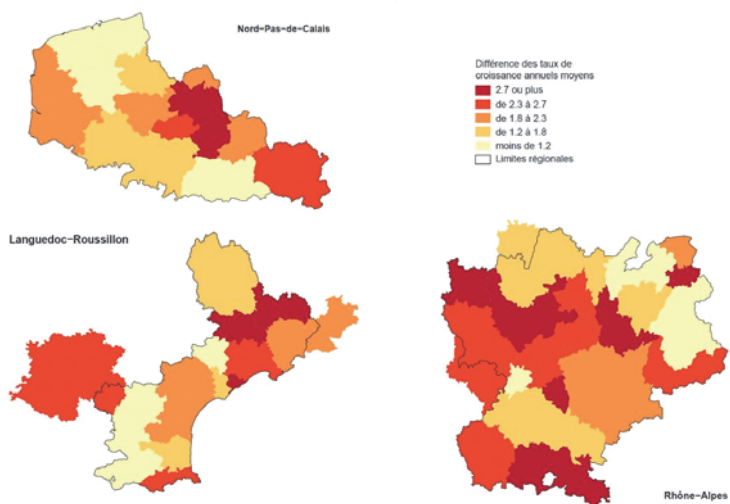 Nord-Pas-de-Calais
Différence des taux de
croissance annuels moyens
2.7 ou plus
de 2.3 à 2.7
de 1.8 à 2.3
de 1.2 à 1.8
moins de 1.2
Limites régionales
Languedoc-Roussillon
Rhône-Alpes